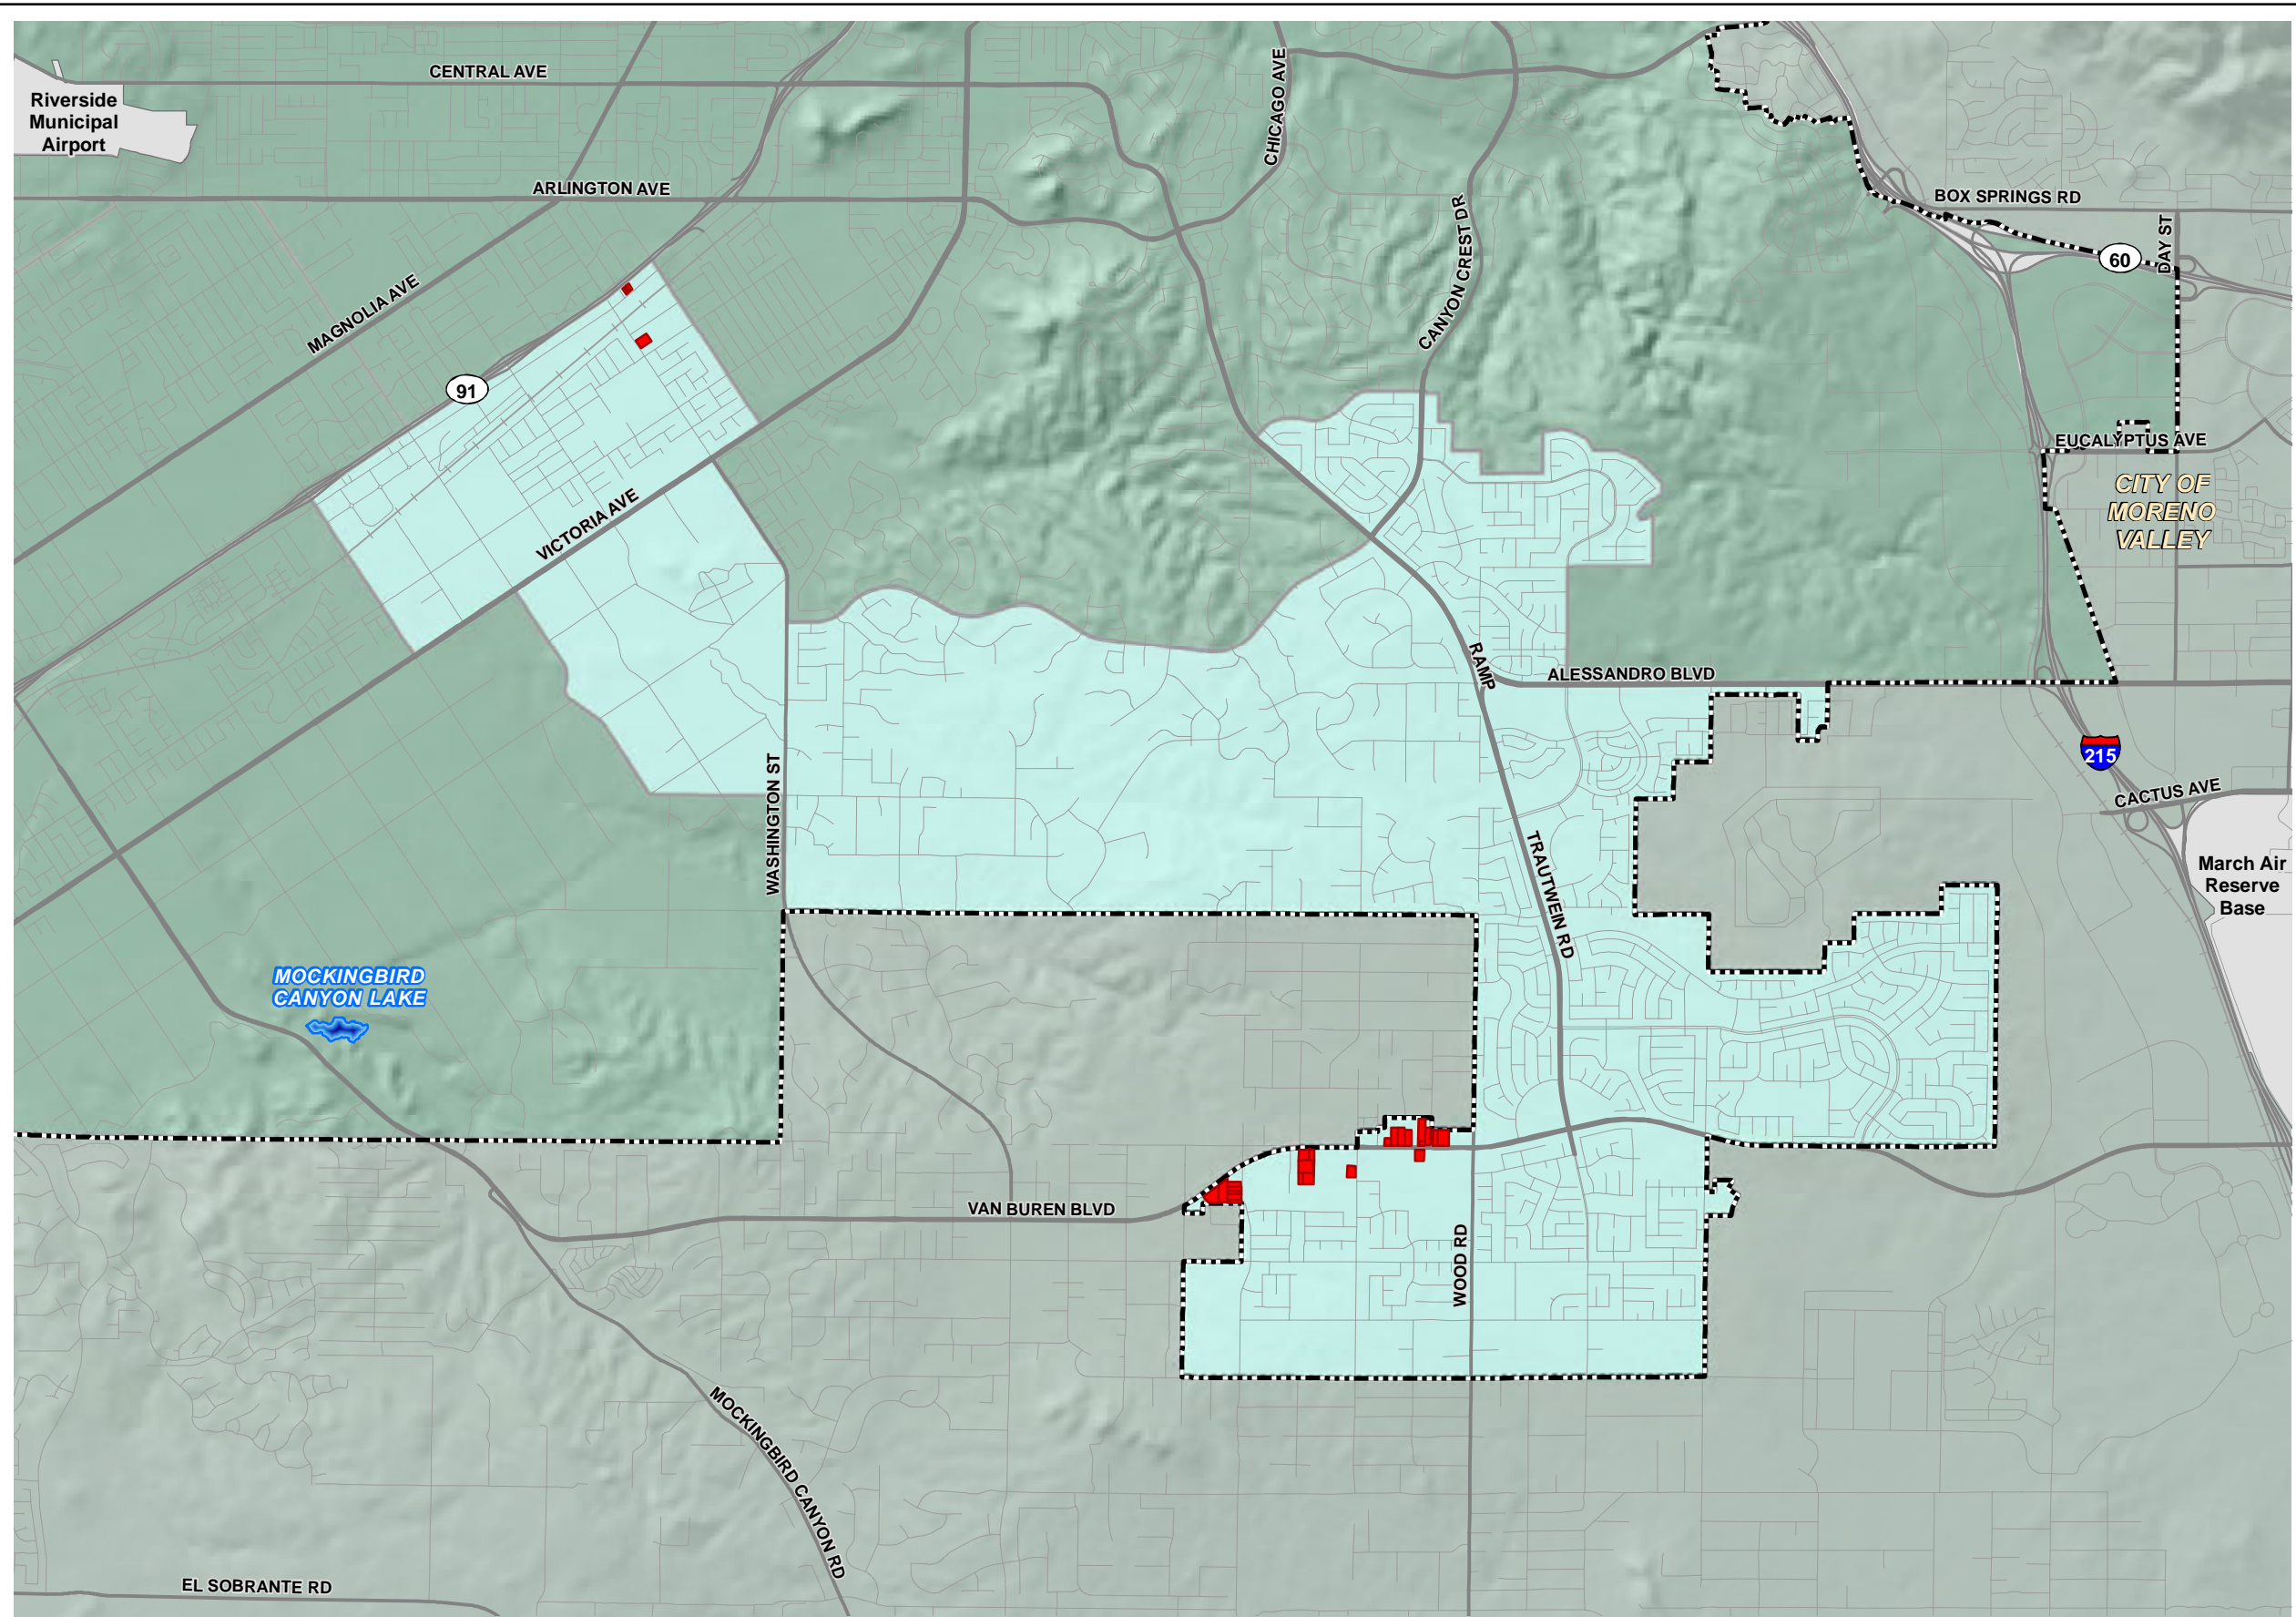 CENTRAL AVE
Riverside
Municipal
Airport
ARLINGTON AVE
CHICAGO AVE
CANYON CREST DR
BOX SPRINGS RD
DAY ST
60
MAGNOLIA AVE
91
EUCALYPTUS AVE
CITY OF
MORENO
VALLEY
VICTORIA AVE
RAMP
ALESSANDRO BLVD
215
CACTUS AVE
WASHINGTON ST
TRAUTWEIN RD
March Air
Reserve
Base
MOCKINGBIRD
CANYON LAKE
VAN BUREN BLVD
WOOD RD
MOCKINGBIRD CANYON RD
EL SOBRANTE RD